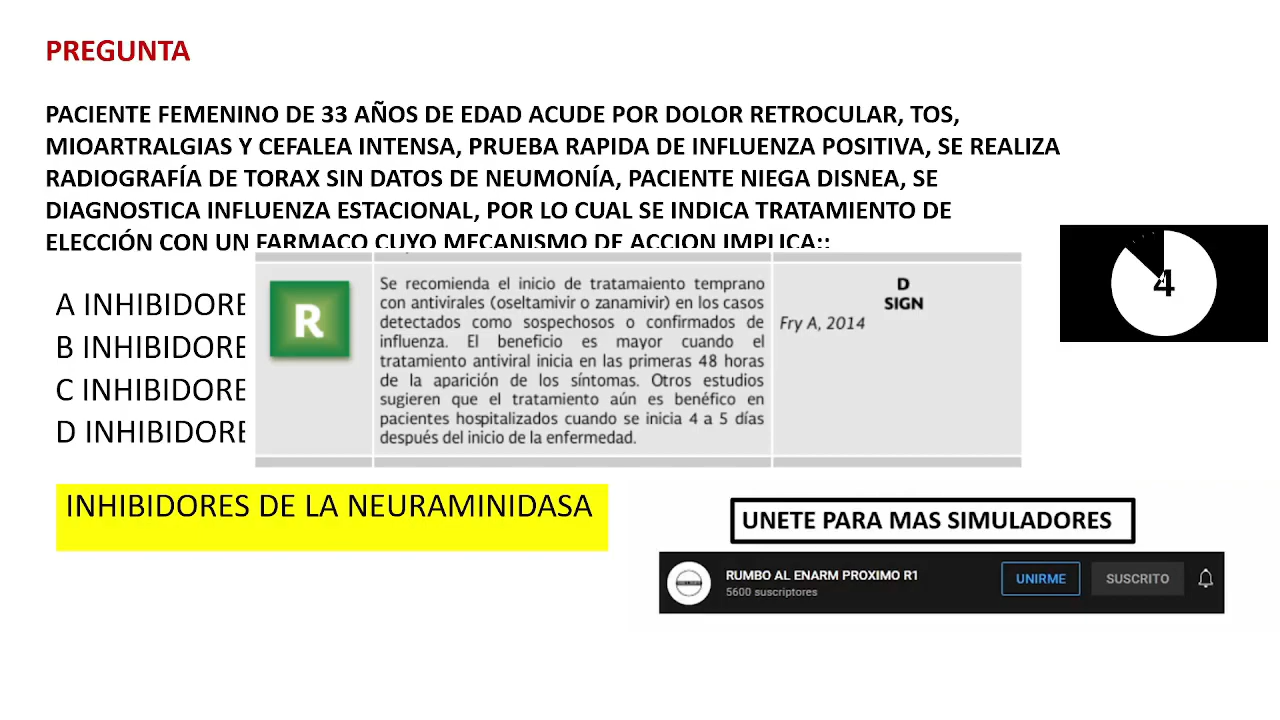 PREGUNTA
PACIENTE FEMENINO DE 33 AÑOS DE EDAD ACUDE POR DOLOR RETROCULAR, TOS,
MIOARTRALGIAS Y CEFALEA INTENSA, PRUEBA RAPIDA DE INFLUENZA POSITIVA, SE REALIZA
RADIOGRAFÍA DE TORAX SIN DATOS DE NEUMONÍA, PACIENTE NIEGA DISNEA, SE
DIAGNOSTICA INFLUENZA ESTACIONAL, POR LO CUAL SE INDICA TRATAMIENTO DE
ELECCIÓN CON UN FARMACO CUYO MECANISMO DE ACCION IMPLICA::
4
A INHIBIDORE
B INHIBIDORE
C INHIBIDORE
D INHIBIDORE
R
Se recomienda el inicio de tratamaiento temprano
con antivirales (oseltamivir o zanamivir) en los casos
detectados como sospechosos o confirmados de
influenza. El beneficio es mayor cuando el
tratamiento antiviral inicia en las primeras 48 horas
de la aparición de los síntomas. Otros estudios
sugieren que el tratamiento aún es benéfico en
pacientes hospitalizados cuando se inicia 4 a 5 días
después del inicio de la enfermedad.
D
SIGN
Fry A, 2014
INHIBIDORES DE LA NEURAMINIDASA
UNETE PARA MAS SIMULADORES
RUMBO AL ENARM PROXIMO R1
5600 suscriptores
UNIRME
SUSCRITO